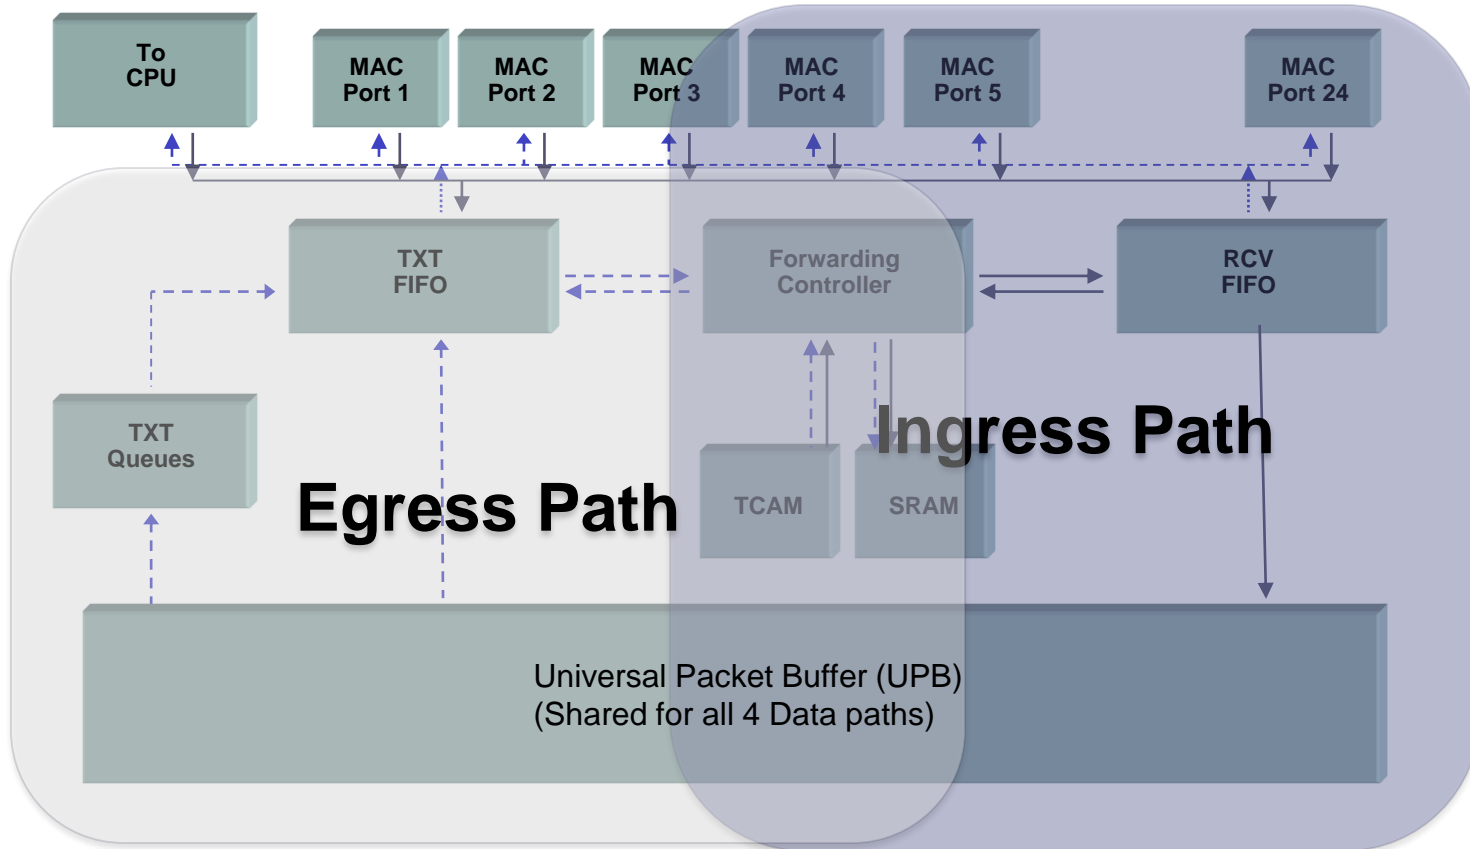 To
CPU
MAC
Port 1
MAC
Port 2
MAC
Port 3
MAC
Port 4
MAC
Port 5
MAC
Port 24
TXT
FIFO
Forwarding
Controller
RCV
FIFO
TXT
Queues
Ingress Path
Egress Path
TCAM
SRAM
Universal Packet Buffer (UPB)
(Shared for all 4 Data paths)